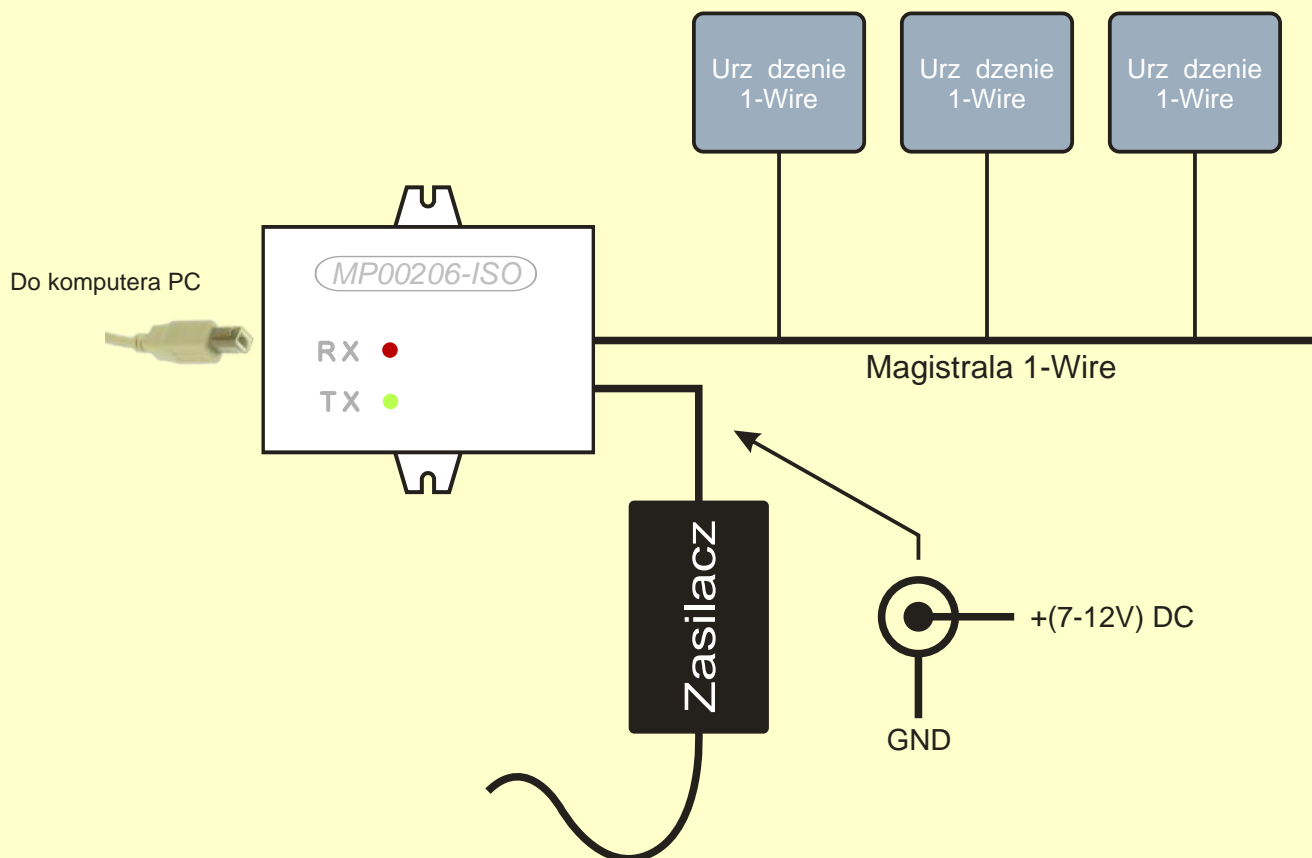 Urz dzenie
1-Wire
Urz dzenie
1-Wire
Urz dzenie
1-Wire
MP00206-ISO
Do komputera PC
RX
TX
Magistrala 1-Wire
Zasilacz
+(7-12V) DC
GND